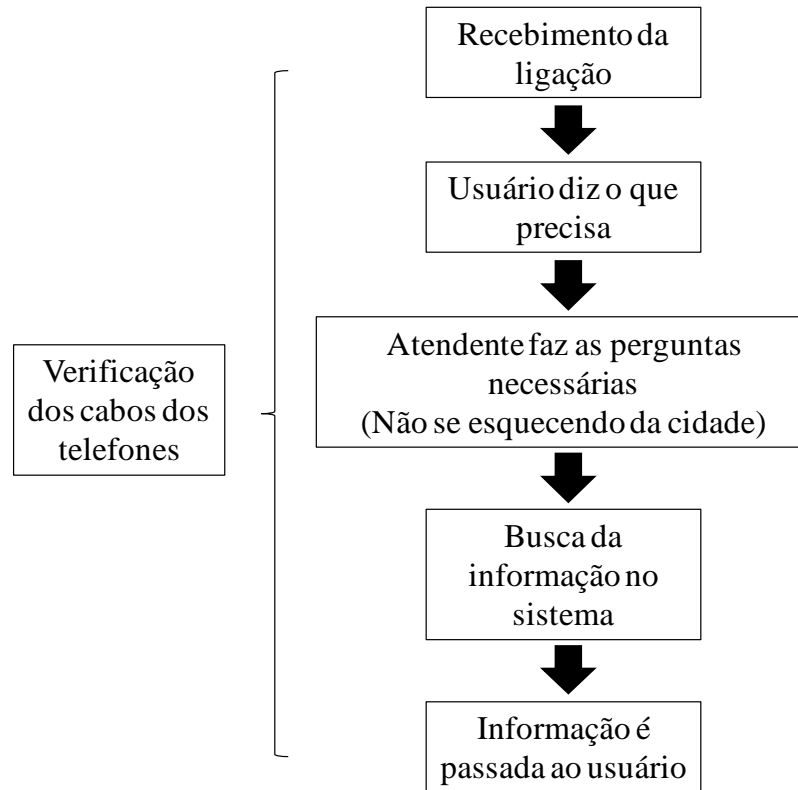 Recebimento da
ligação
Usuário diz o que
precisa
Atendente faz as perguntas
necessárias
(Não se esquecendo da cidade)
Verificação
dos cabos dos
telefones
Busca da
informação no
sistema
Informação é
passada ao usuário